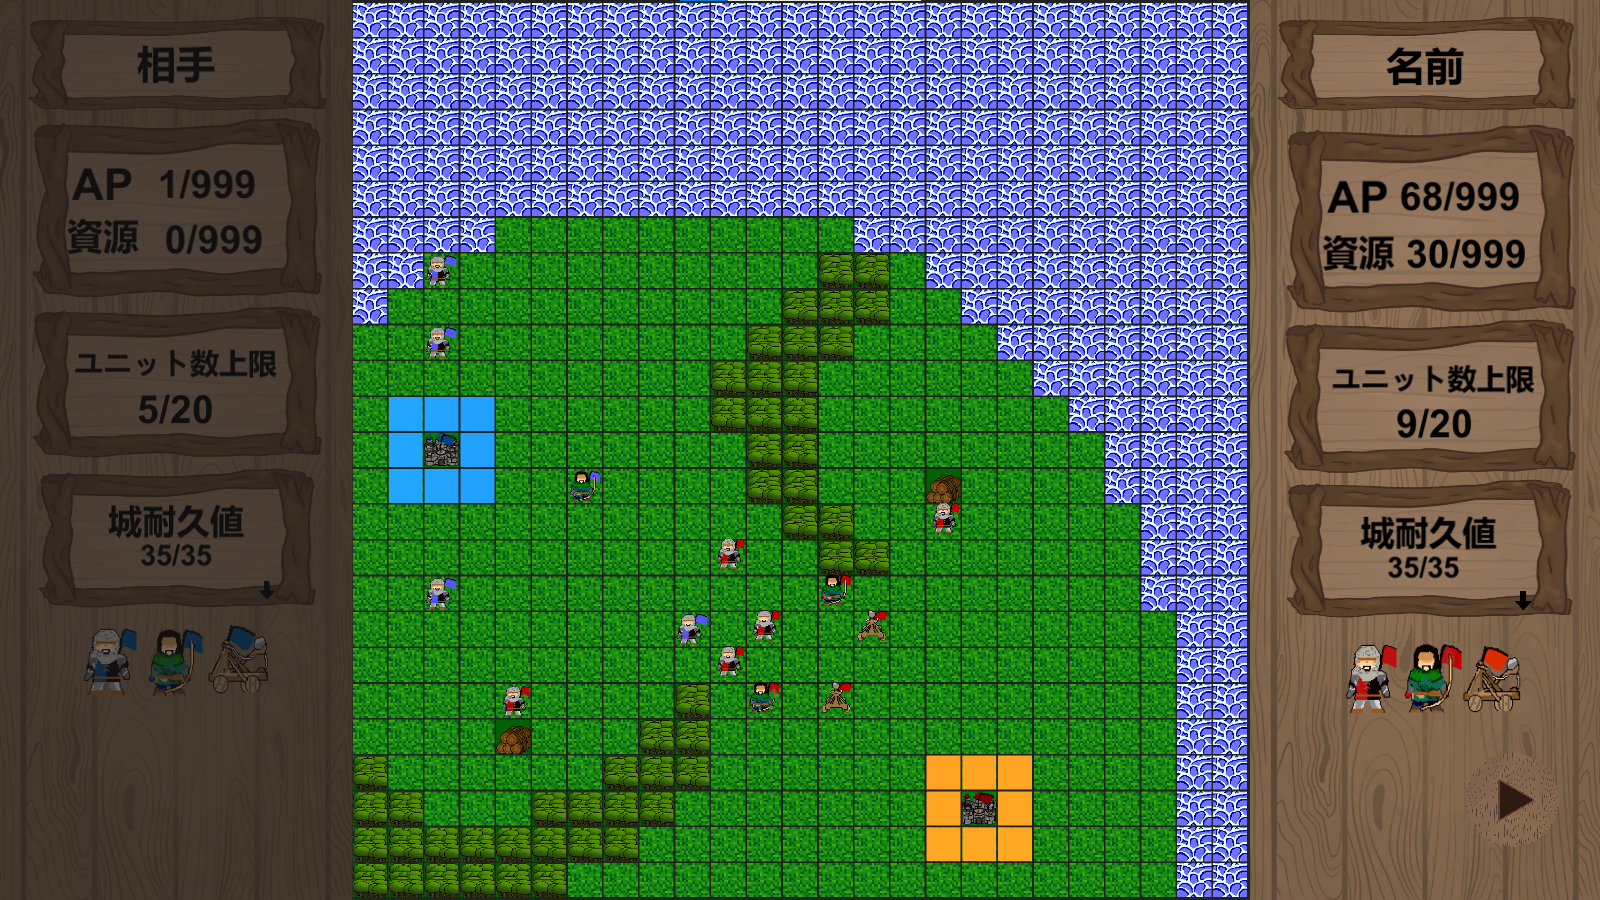 相手
AP 1/999
資源 0/999
ユニット数上限
5/20
城耐久値
35/35
名前
AP 68/999
資源 30/999
ユニット数上限
9/20
城耐久値
35/35